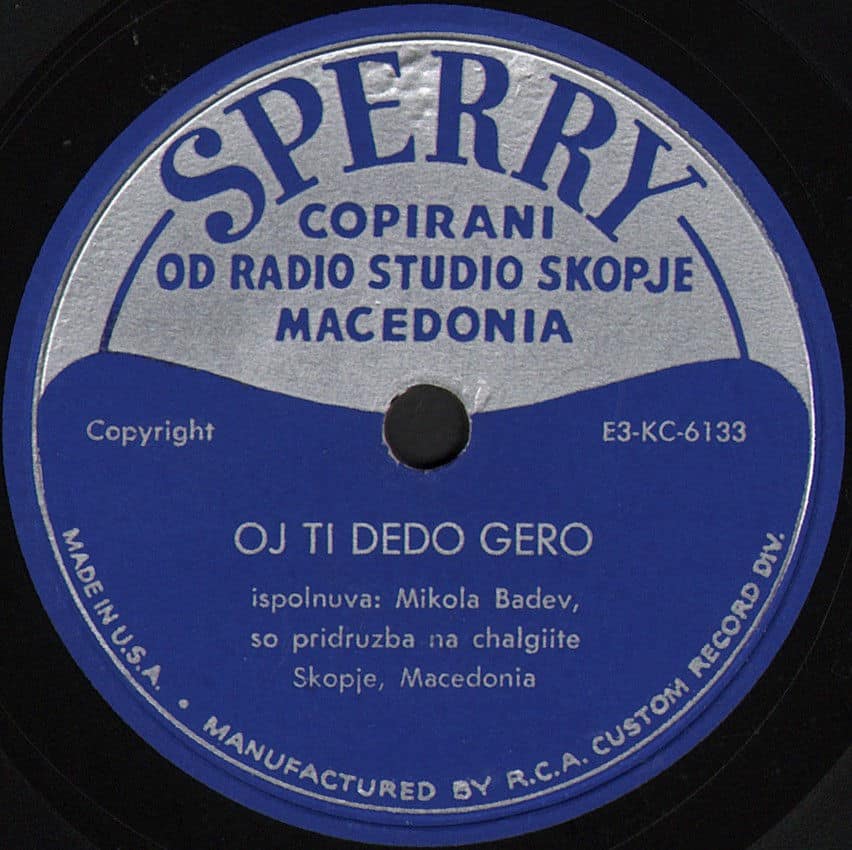 SPERRY
COPIRANI
OD RADIO STUDIO SKOPJE
MACEDONIA
Copyright
E3-KC-6133
OJ TI DEDO GERO
ispolnuva: Mikola Badev,
so pridruzba na chalgiite
Skopje, Macedonia
MADE IN U.S.A. • MANUFACTURED BY R.C.A. CUSTOM RECORD DIV.